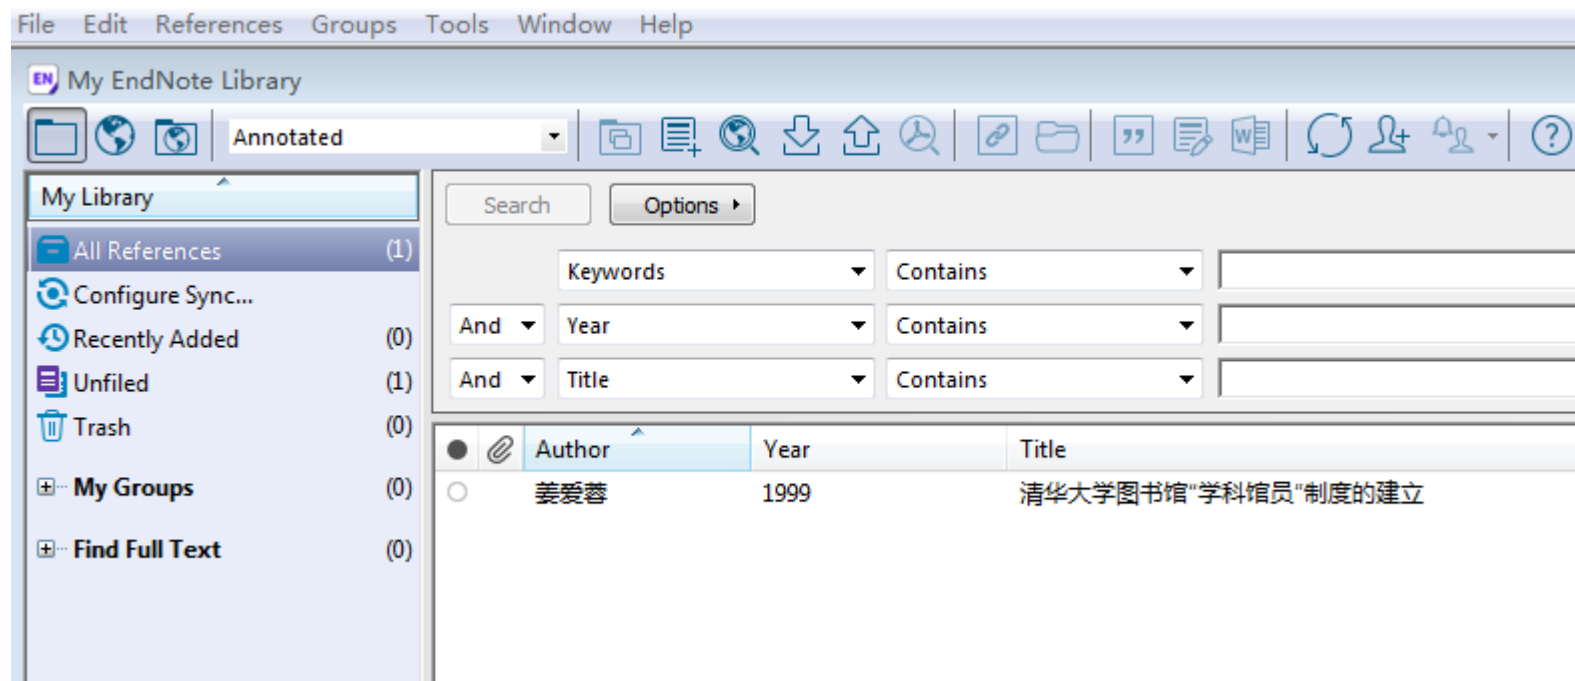 File Edit References Groups Tools Window Help
EN My EndNote Library
Annotated
My Library
All References (1)
Configure Sync...
Recently Added (0)
Unfiled (1)
Trash (0)
My Groups (0)
Find Full Text (0)
Search Options
Keywords Contains
And Year Contains
And Title Contains
Author Year Title
姜爱蓉 1999 清华大学图书馆"学科馆员"制度的建立